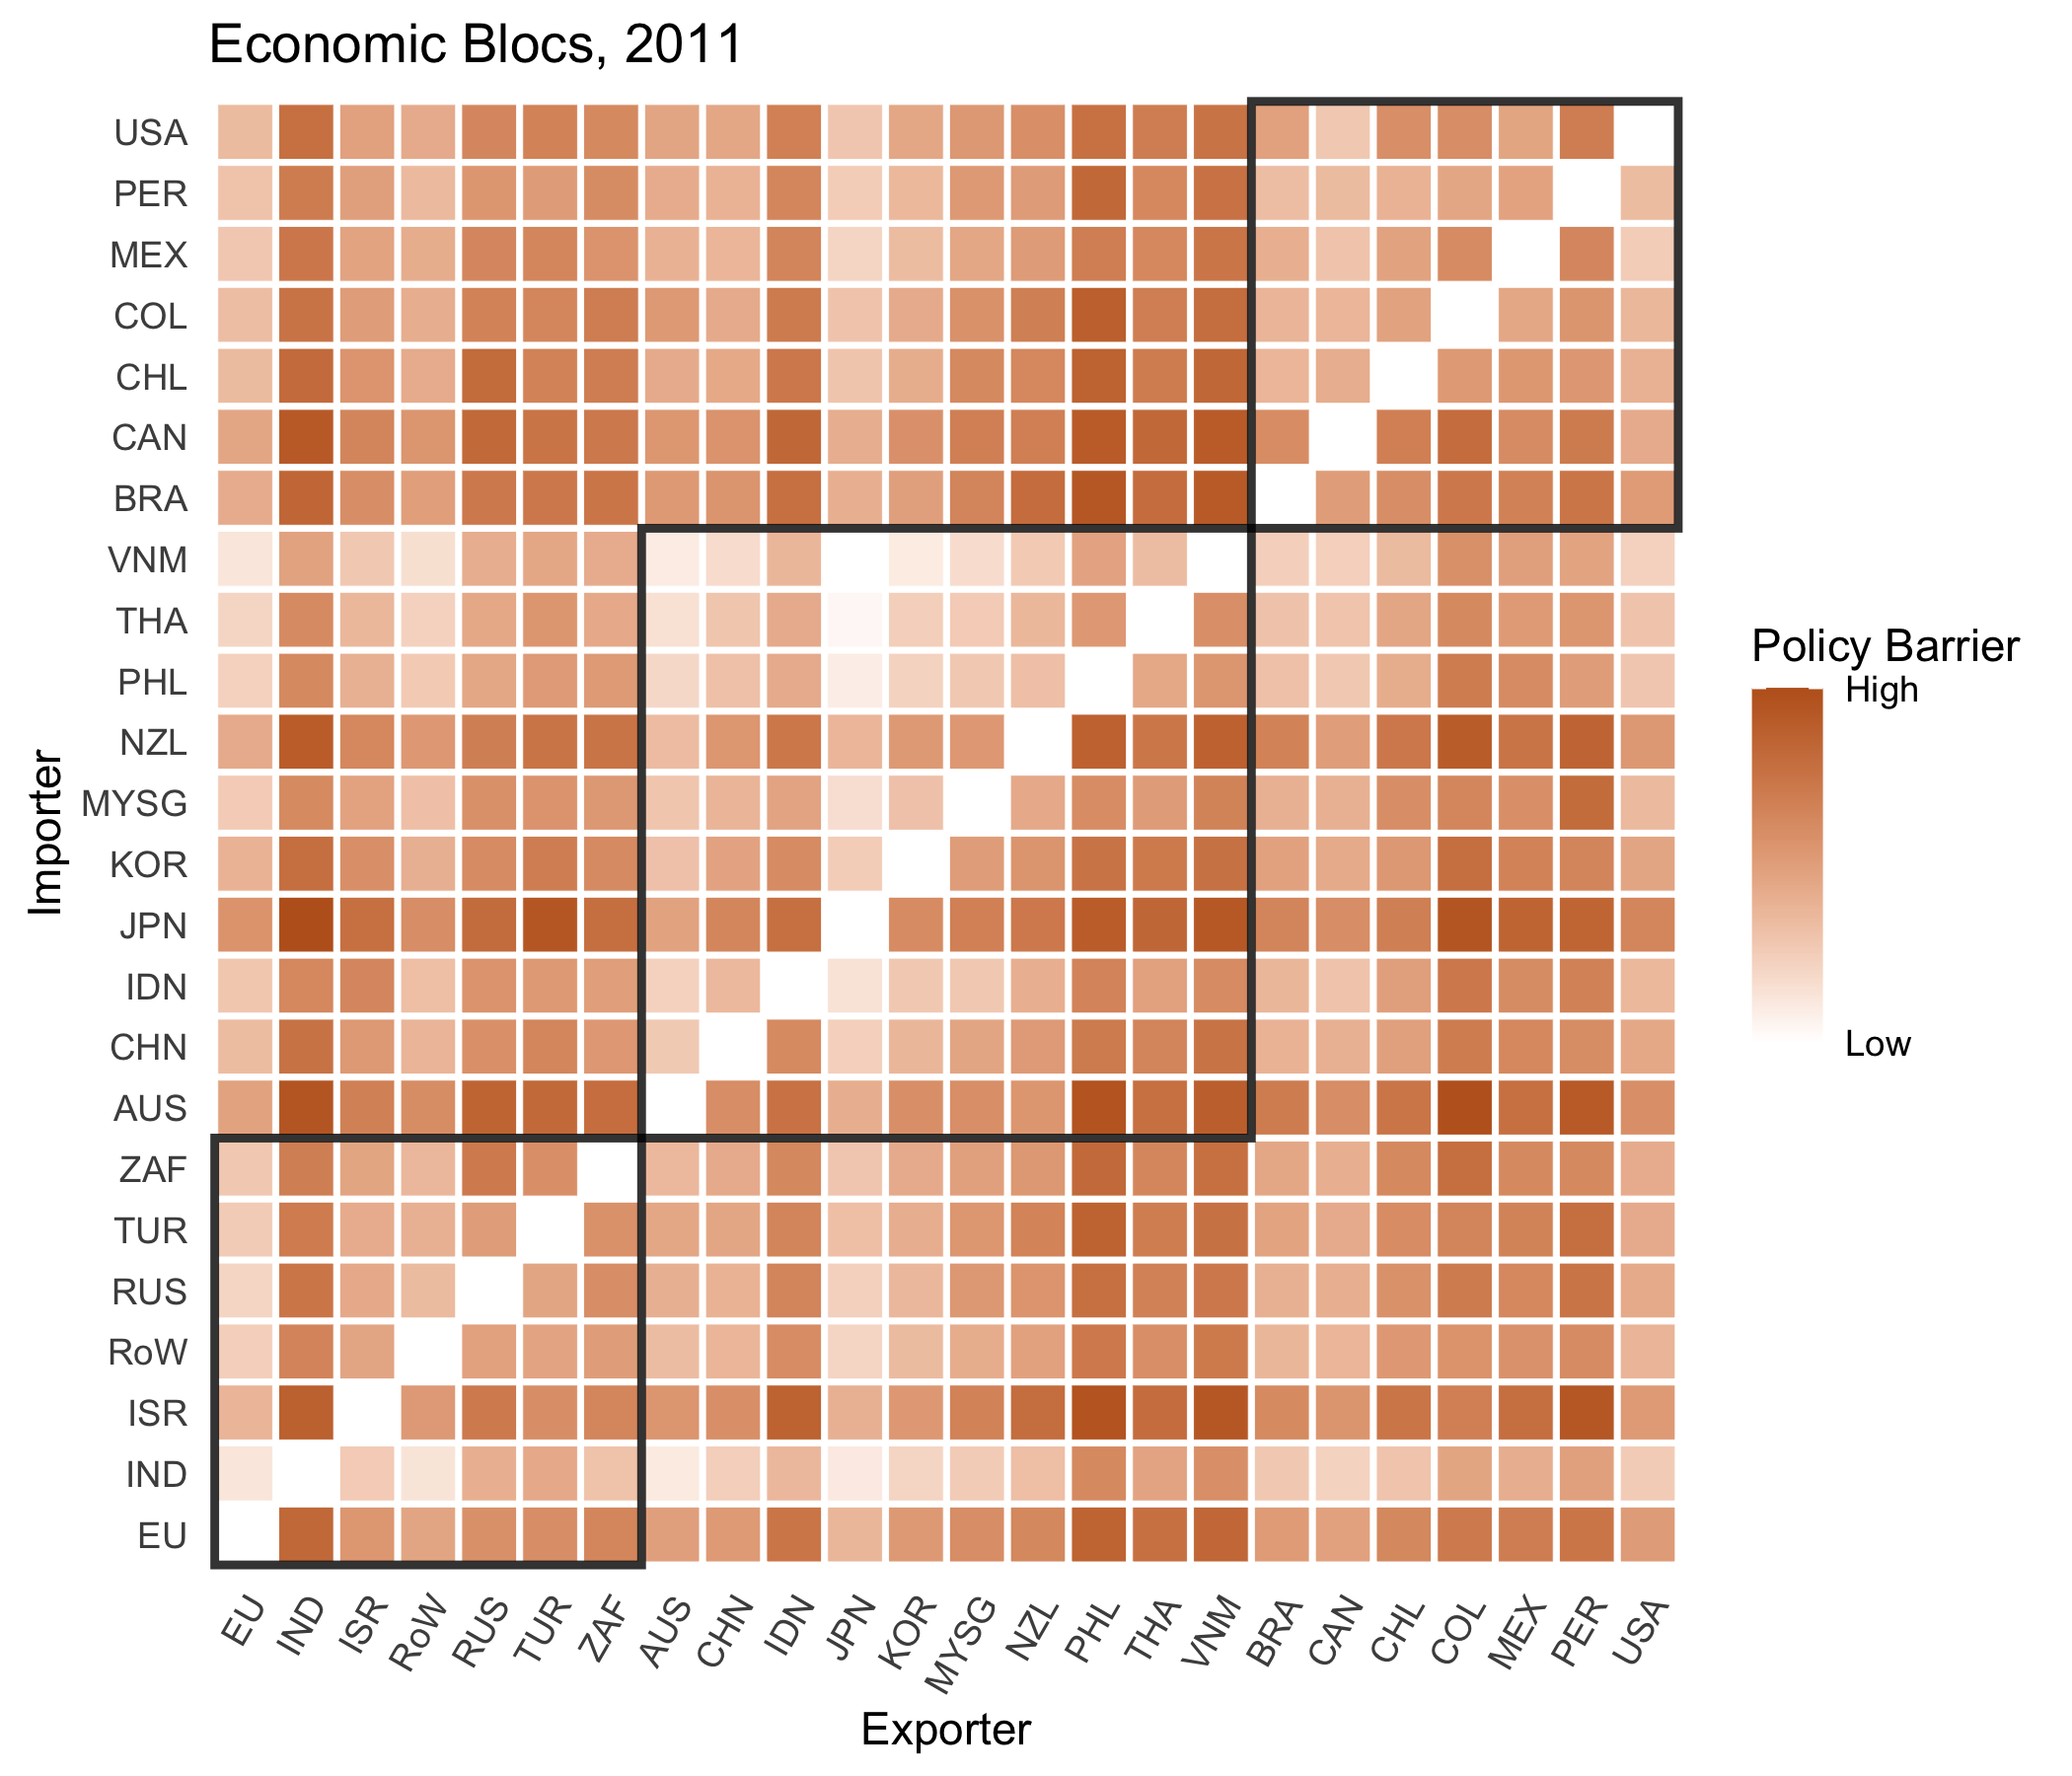 Economic Blocs, 2011
USA
PER
MEX
COL
CHL
CAN
BRA
VNM
THA
PHL
NZL
MYSG
KOR
JPN
IDN
CHN
AUS
ZAF
TUR
RUS
RoW
ISR
IND
EU
Importer
EU IND ISR RoW RUS TUR ZAF AUS CHN IDN JPN KOR MYSG NZL PHL THA VNM BRA CAN CHL COL MEX PER USA
Exporter
Policy Barrier
High
Low